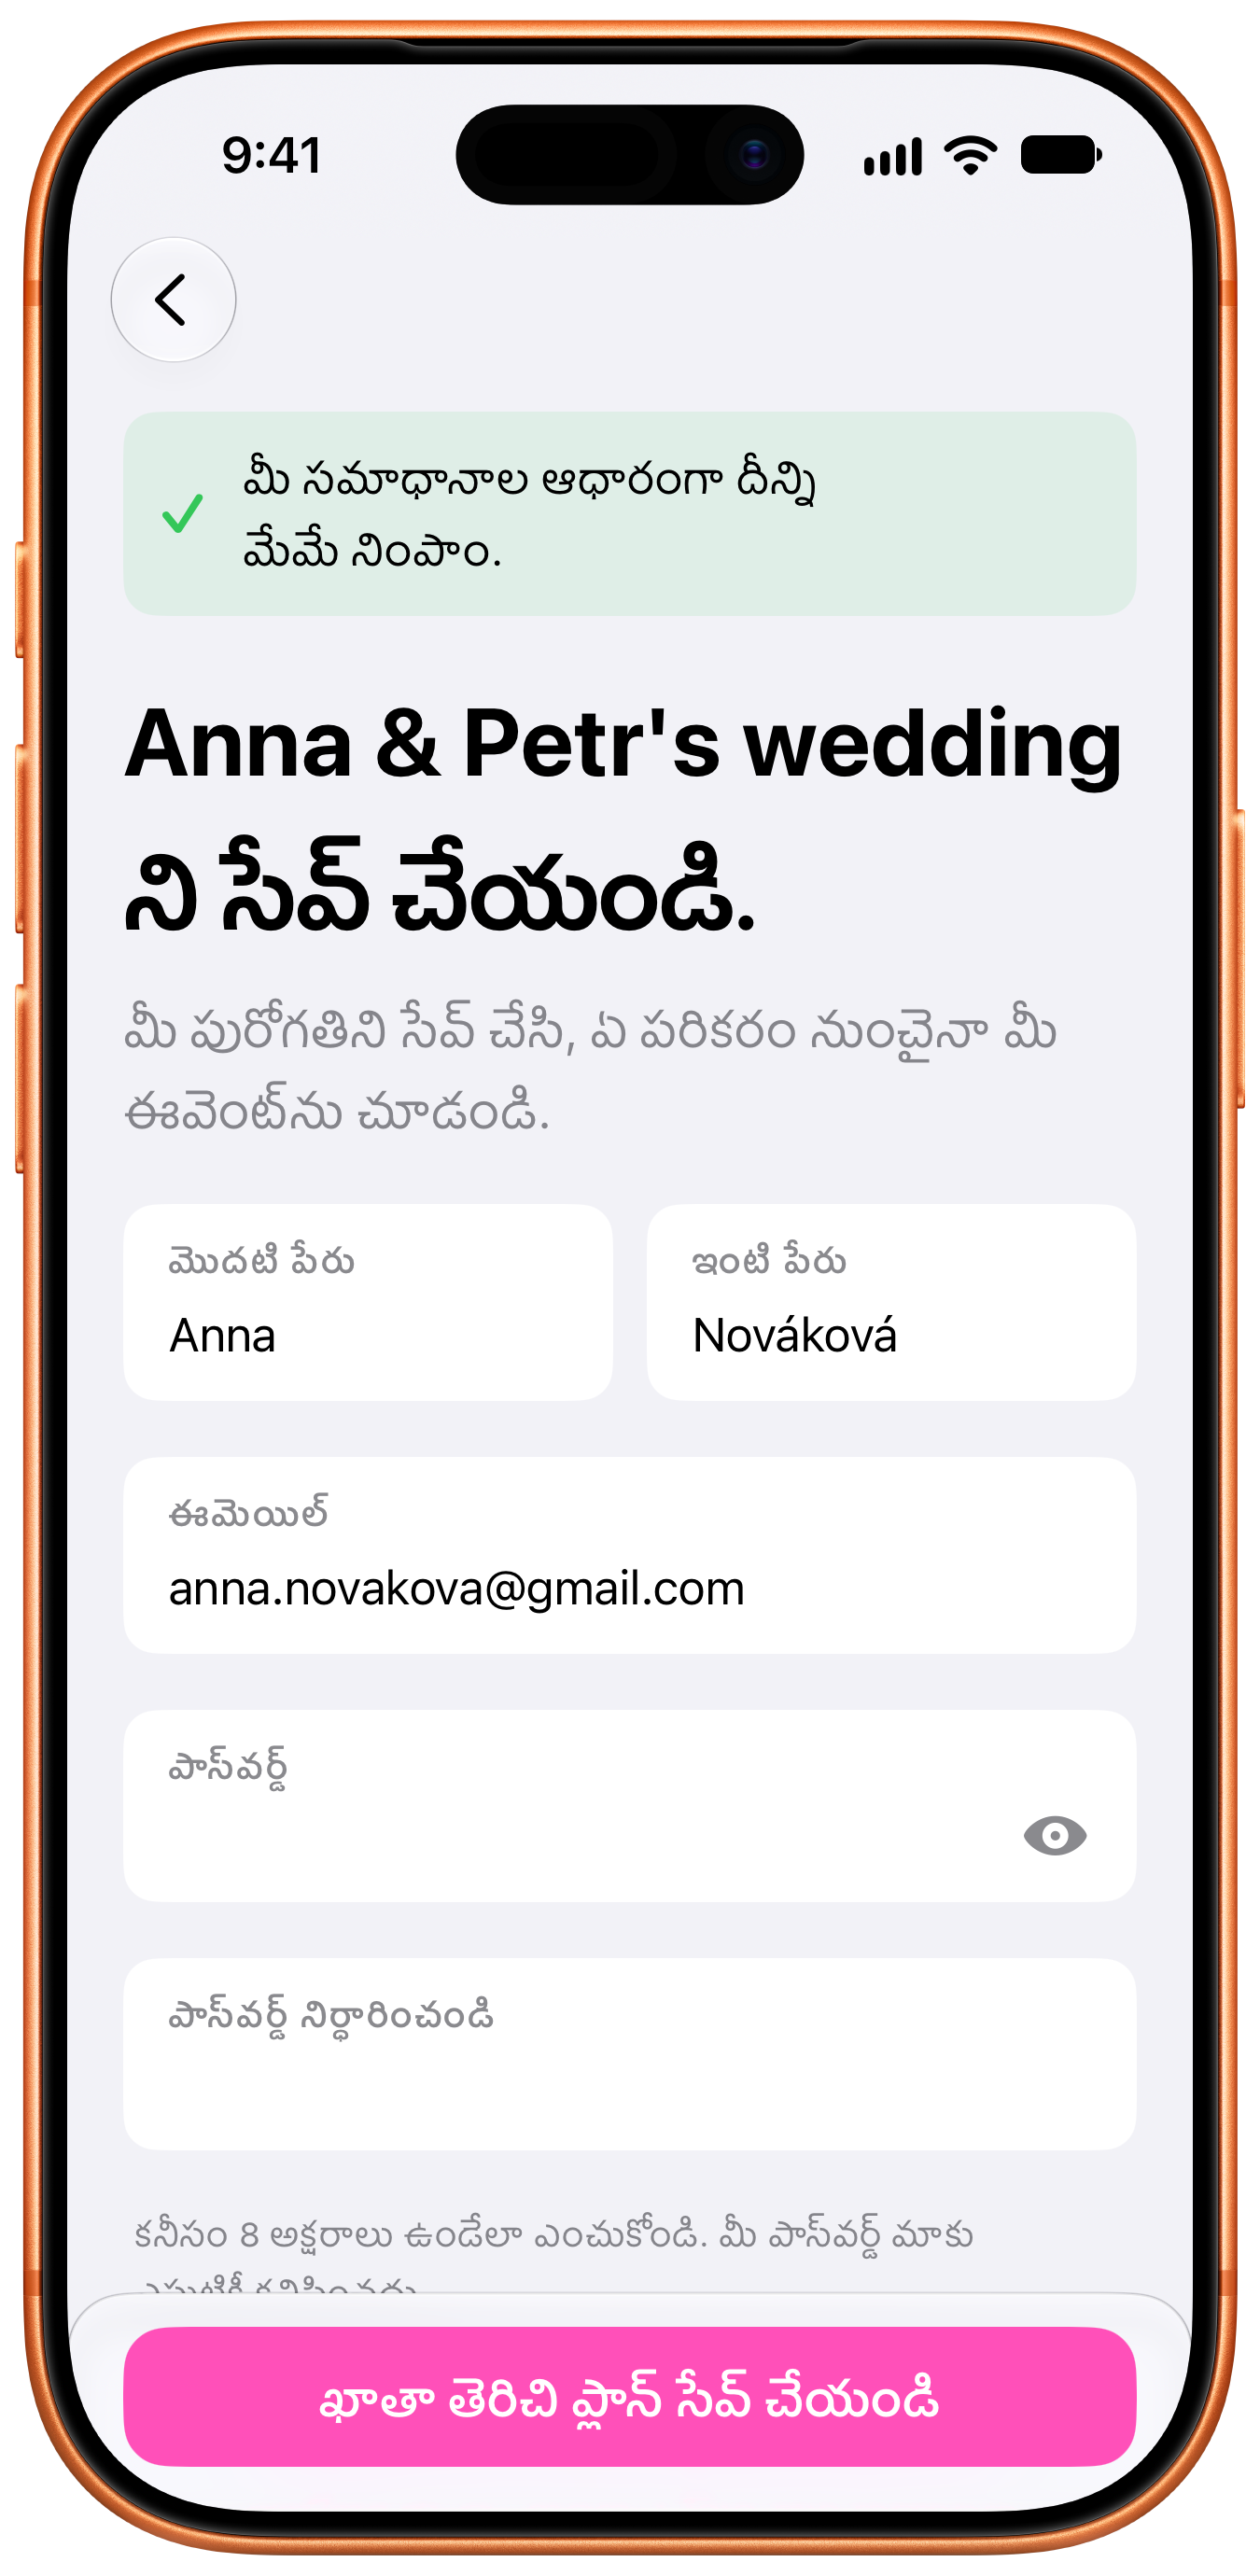 9:41
మీ సమాధానాల ఆధారంగా దీన్ని
మేమే నింపాం.
Anna & Petr's wedding
ని సేవ్ చేయండి.
మీ పురోగతిని సేవ్ చేసి, ఏ పరికరం నుంచైనా మీ
ఈవెంట్‌ను చూడండి.
మొదటి పేరు
ఇంటి పేరు
Anna
Nováková
ఈమెయిల్
anna.novakova@gmail.com
పాస్‌వర్డ్
పాస్‌వర్డ్ నిర్ధారించండి
కనీసం 8 అక్షరాలు ఉండేలా ఎంచుకోండి. మీ పాస్‌వర్డ్ మాకు
ఖాతా తెరిచి ప్లాన్ సేవ్ చేయండి